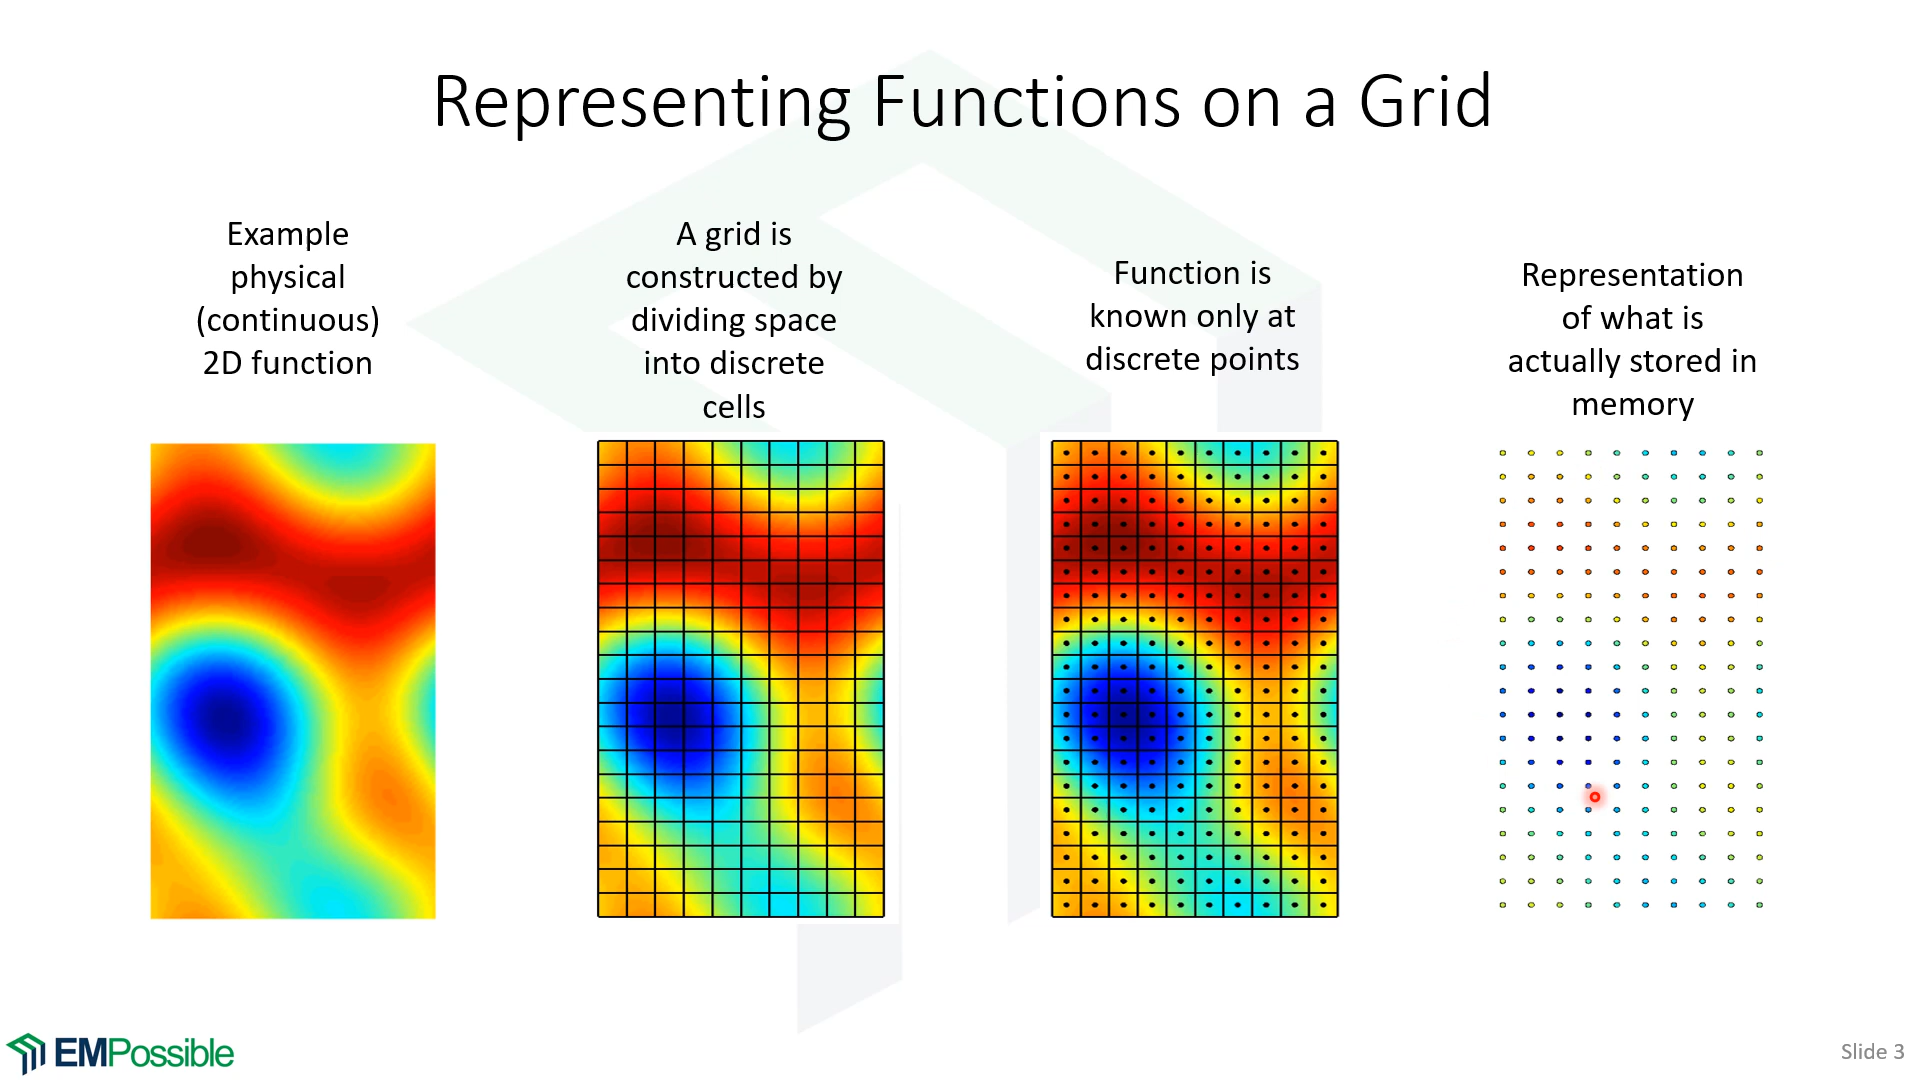 Representing Functions on a Grid
Example
physical
(continuous)
2D function
A grid is
constructed by
dividing space
into discrete
cells
Function is
known only at
discrete points
Representation
of what is
actually stored in
memory
EMPossible
Slide 3